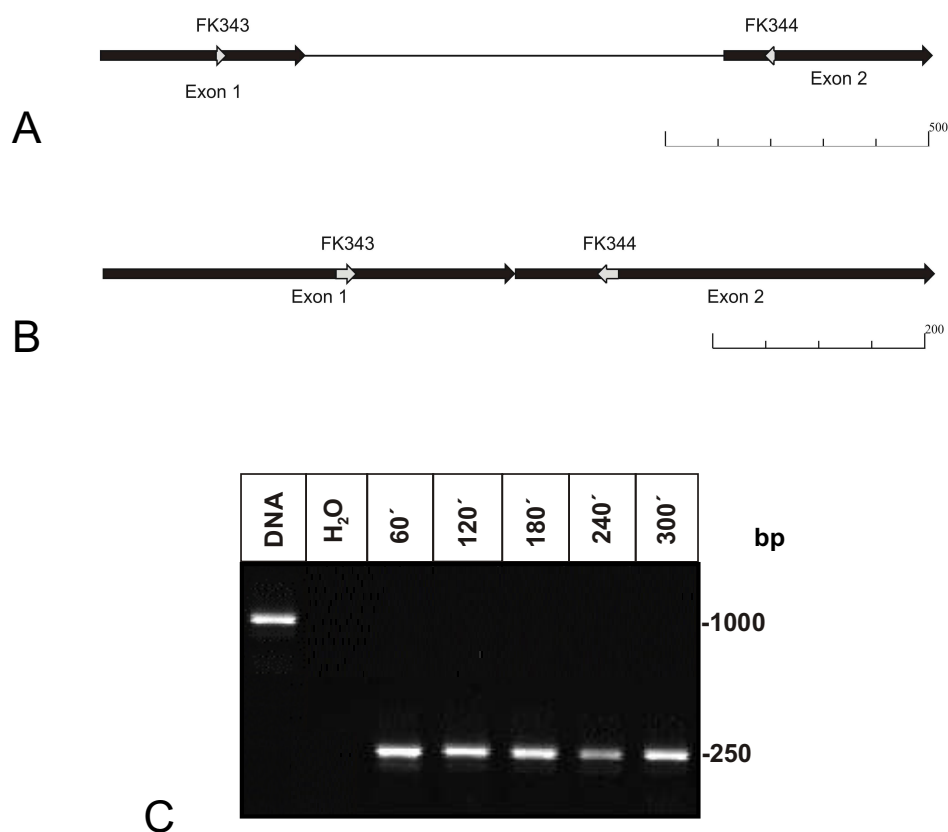 FK343 FK344
Exon 1 Exon 2
A
500
FK343 FK344
Exon 1 Exon 2
B
200
DNA H₂O 60´ 120´ 180´ 240´ 300´ bp
-1000
-250
C